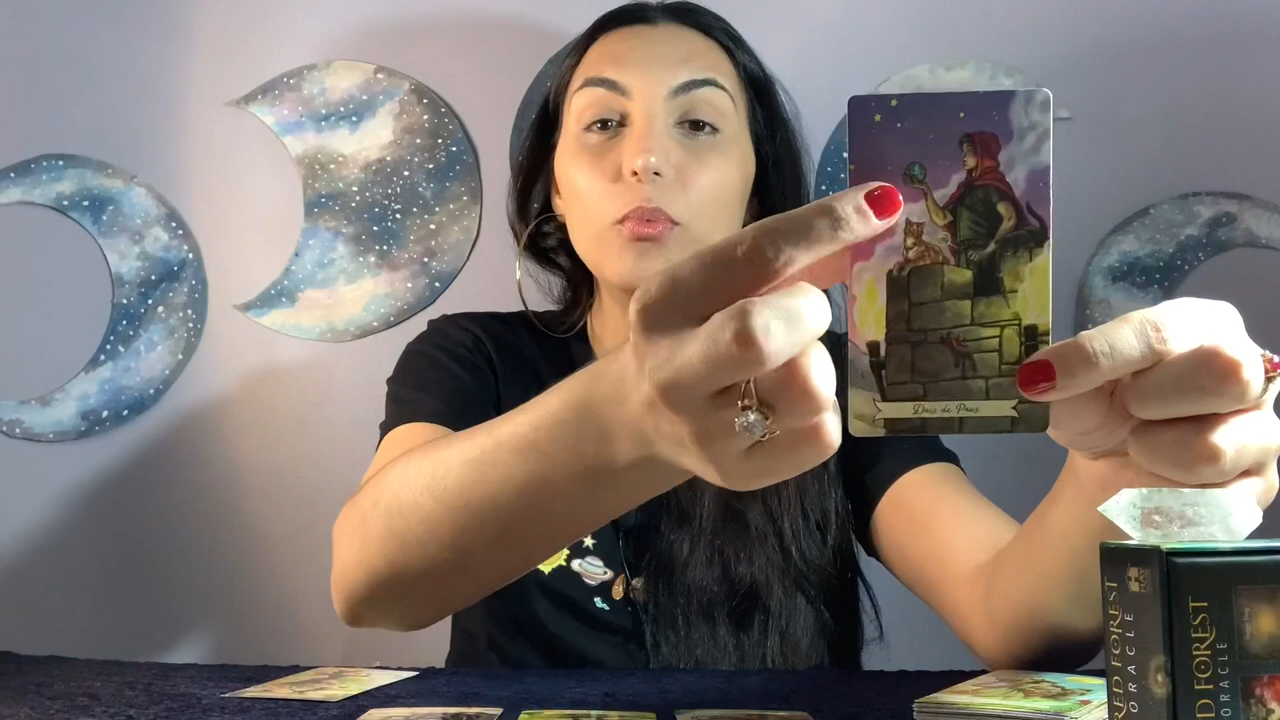 Dois de Paus
RED FOREST
ORACLE
D FOREST
ORACLE